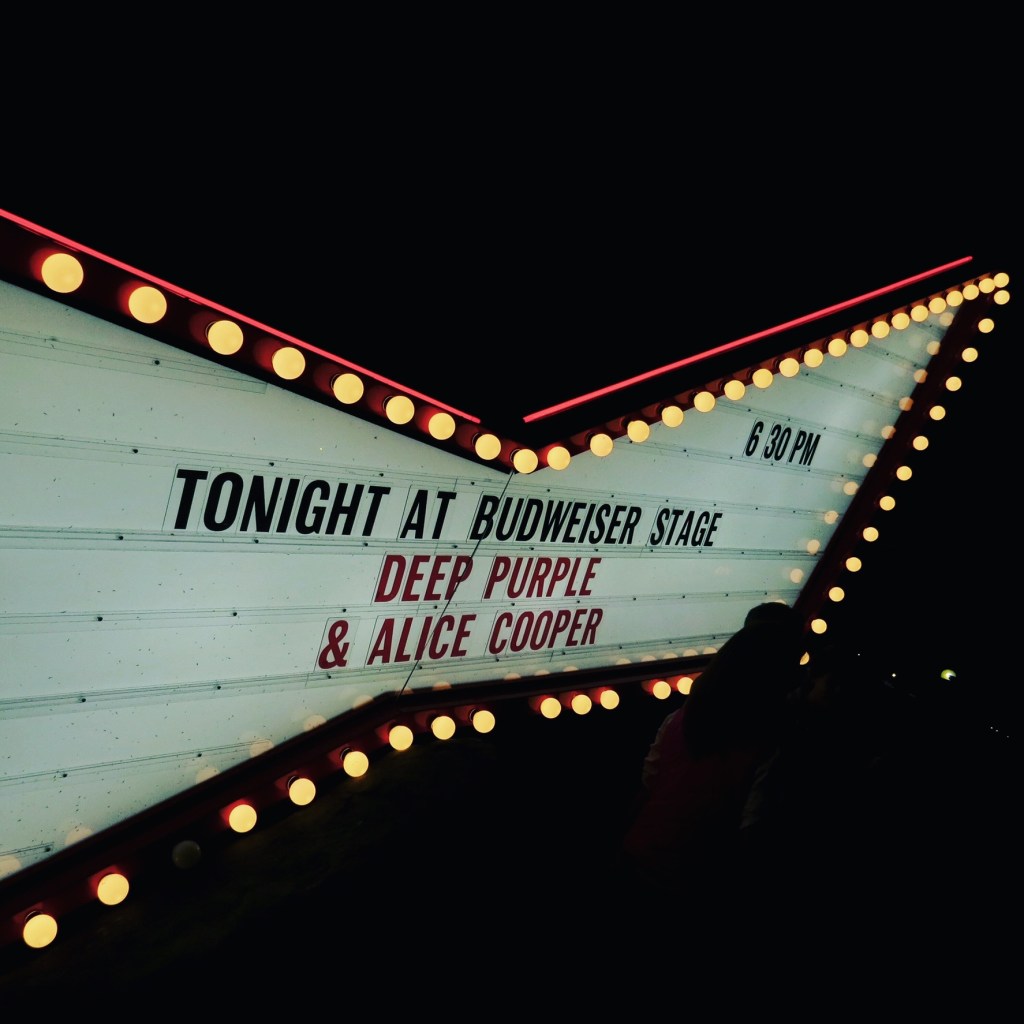 6 30 PM
TONIGHT AT BUDWEISER STAGE
DEEP PURPLE
& ALICE COOPER